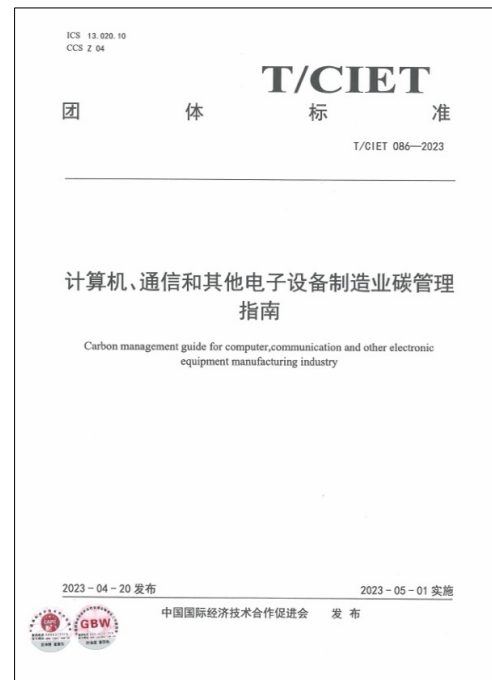 ICS 13.020.10
CCS Z 04
T/CIET
团 体 标 准
T/CIET 086—2023
计算机、通信和其他电子设备制造业碳管理
指南
Carbon management guide for computer,communication and other electronic
equipment manufacturing industry
2023-04-20 发布
2023-05-01 实施
中国国际经济技术合作促进会 发 布
GBW